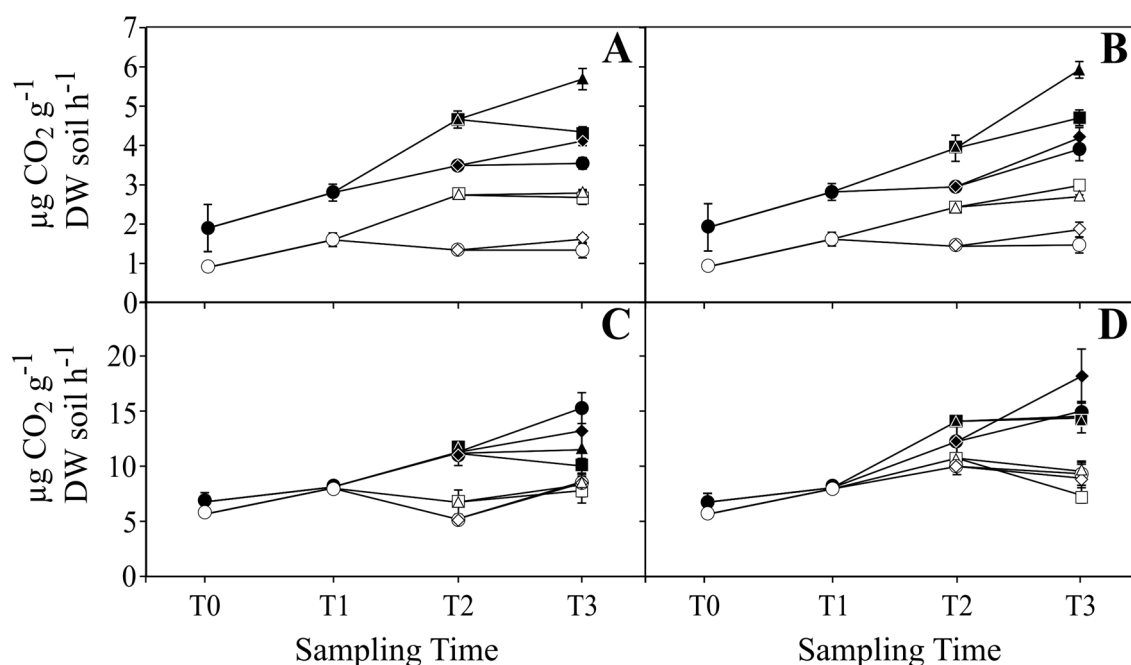 A
B
7
6
5
4
3
2
1
0
µg CO₂ g⁻¹
DW soil h⁻¹
C
D
20
15
10
5
0
µg CO₂ g⁻¹
DW soil h⁻¹
T0 T1 T2 T3 T0 T1 T2 T3
Sampling Time Sampling Time